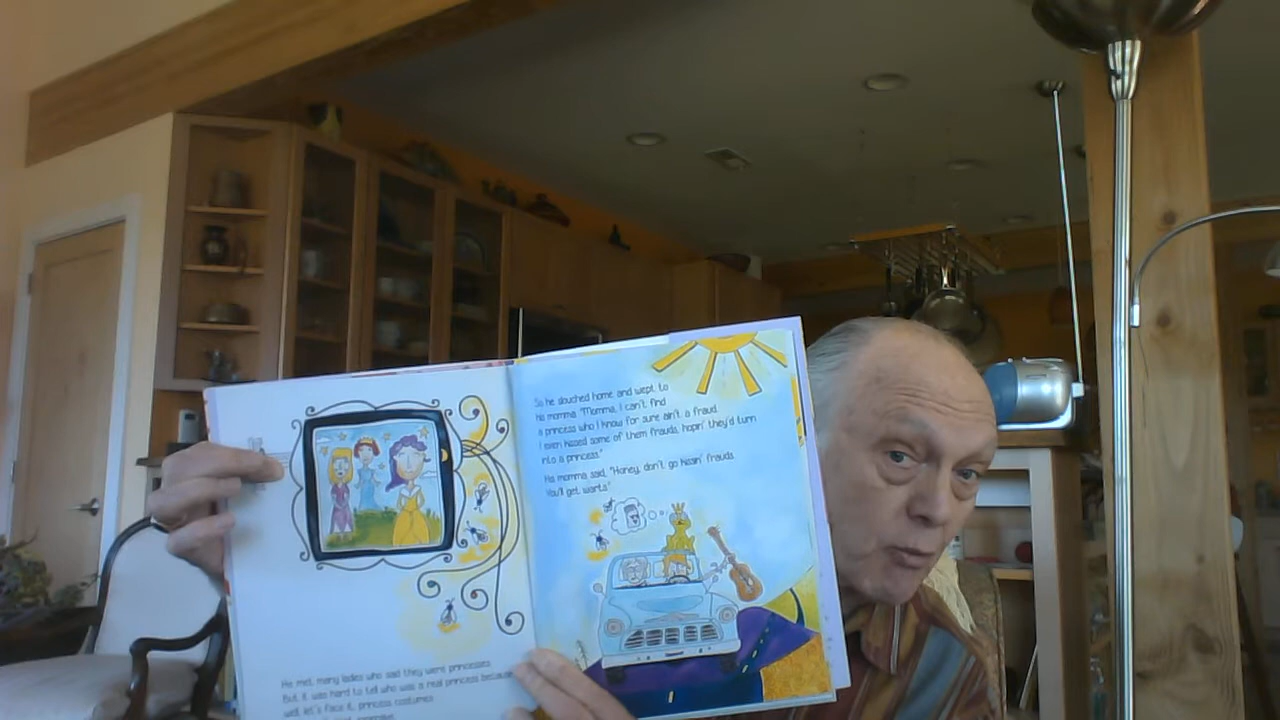 He met many ladies who said they were princesses.
But it was hard to tell who was a real princess because,
well, let's face it, princess costumes
So he slouched home and wept to
his momma. "Momma, I can't find
a princess who I know for sure ain't a fraud.
I even kissed some of them frauds, hopin' they'd turn
into a princess."
His momma said, "Honey, don't go kissin' frauds.
You'll get warts."